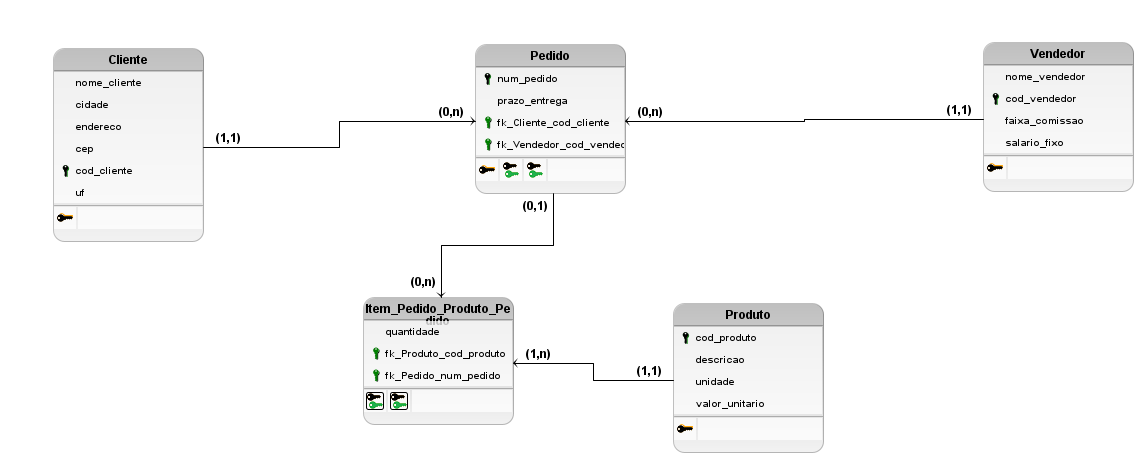 Cliente
nome_cliente
cidade
endereco
cep
cod_cliente
uf
(1,1)
(0,n)
Pedido
num_pedido
prazo_entrega
fk_Cliente_cod_cliente
fk_Vendedor_cod_vended
(0,n)
(1,1)
Vendedor
nome_vendedor
cod_vendedor
faixa_comissao
salario_fixo
(0,1)
(0,n)
Item_Pedido_Produto_Pe
dido
quantidade
fk_Produto_cod_produto
fk_Pedido_num_pedido
(1,n)
(1,1)
Produto
cod_produto
descricao
unidade
valor_unitario